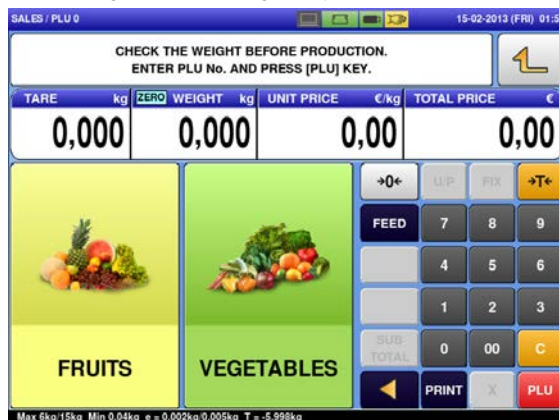 SALES / PLU 0
15-02-2013 (FRI) 01:5
CHECK THE WEIGHT BEFORE PRODUCTION.
ENTER PLU No. AND PRESS [PLU] KEY.
TARE kg ZERO WEIGHT kg UNIT PRICE €/kg TOTAL PRICE €
0,000 0,000 0,00 0,00
→0← U/P FIX →T←
FEED 7 8 9
4 5 6
1 2 3
SUB TOTAL 0 00 C
PRINT X PLU
FRUITS VEGETABLES
Max 6kg/15kg Min 0.04kg e = 0.002kg/0.005kg T = -5.998kg